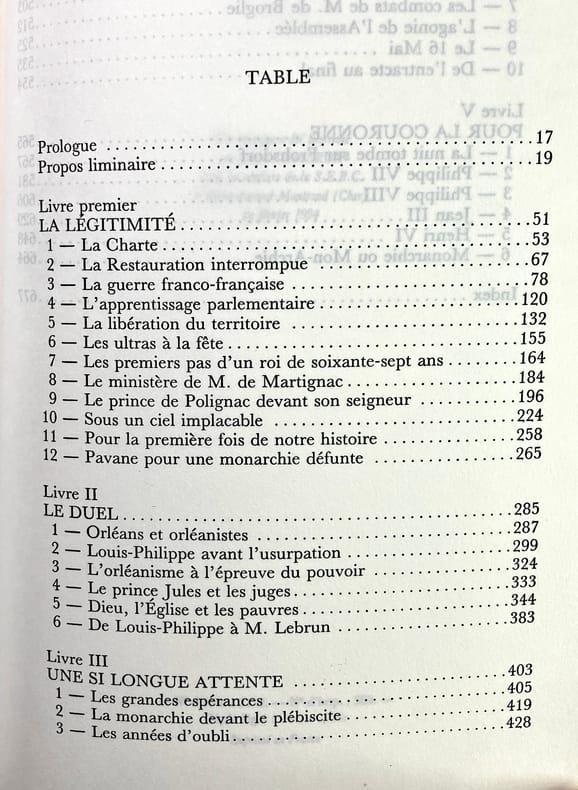 TABLE
Prologue ........ 17
Propos liminaire ........ 19
Livre premier
LA LÉGITIMITÉ ........ 51
1 — La Charte ........ 53
2 — La Restauration interrompue ........ 67
3 — La guerre franco-française ........ 78
4 — L'apprentissage parlementaire ........ 120
5 — La libération du territoire ........ 132
6 — Les ultras à la fête ........ 155
7 — Les premiers pas d'un roi de soixante-sept ans ........ 164
8 — Le ministère de M. de Martignac ........ 184
9 — Le prince de Polignac devant son seigneur ........ 196
10 — Sous un ciel implacable ........ 224
11 — Pour la première fois de notre histoire ........ 258
12 — Pavane pour une monarchie défunte ........ 265
Livre II
LE DUEL ........ 285
1 — Orléans et orléanistes ........ 287
2 — Louis-Philippe avant l'usurpation ........ 299
3 — L'orléanisme à l'épreuve du pouvoir ........ 324
4 — Le prince Jules et les juges ........ 333
5 — Dieu, l'Église et les pauvres ........ 344
6 — De Louis-Philippe à M. Lebrun ........ 383
Livre III
UNE SI LONGUE ATTENTE ........ 403
1 — Les grandes espérances ........ 405
2 — La monarchie devant le plébiscite ........ 419
3 — Les années d'oubli ........ 428